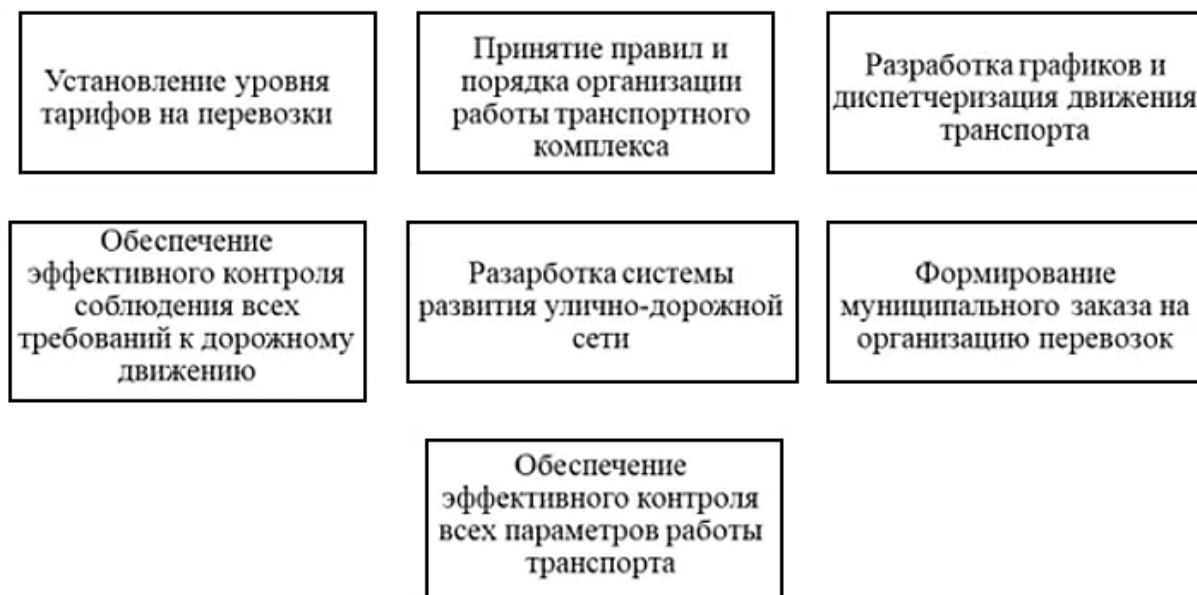 Установление уровня
тарифов на перевозки
Принятие правил и
порядка организации
работы транспортного
комплекса
Разработка графиков и
диспетчеризация движения
транспорта
Обеспечение
эффективного контроля
соблюдения всех
требований к дорожному
движению
Разарботка системы
развития улично-дорожной
сети
Формирование
муниципального заказа на
организацию перевозок
Обеспечение
эффективного контроля
всех параметров работы
транспорта